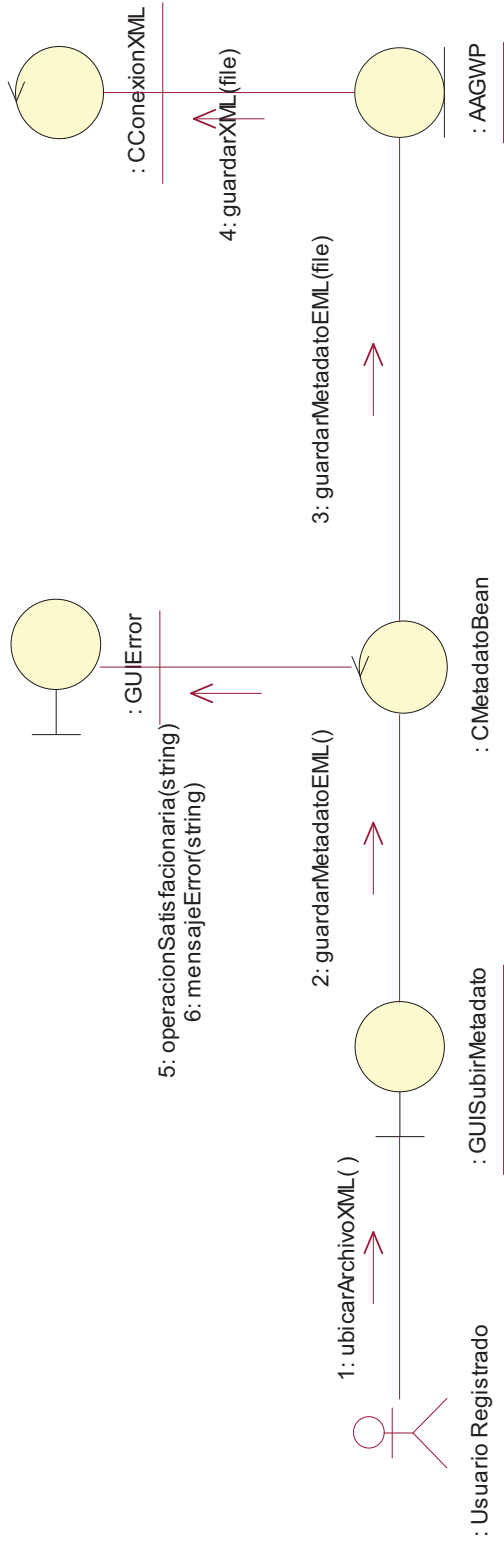 : CConexionXML
4: guardarXML(file)
: AAGWP
3: guardarMetadatoEML(file)
: GUIError
5: operacionSatisfacionaria(string)
6: mensajeError(string)
: CMetadatoBean
2: guardarMetadatoEML()
: GUISubirMetadato
1: ubicarArchivoXML( )
: Usuario Registrado